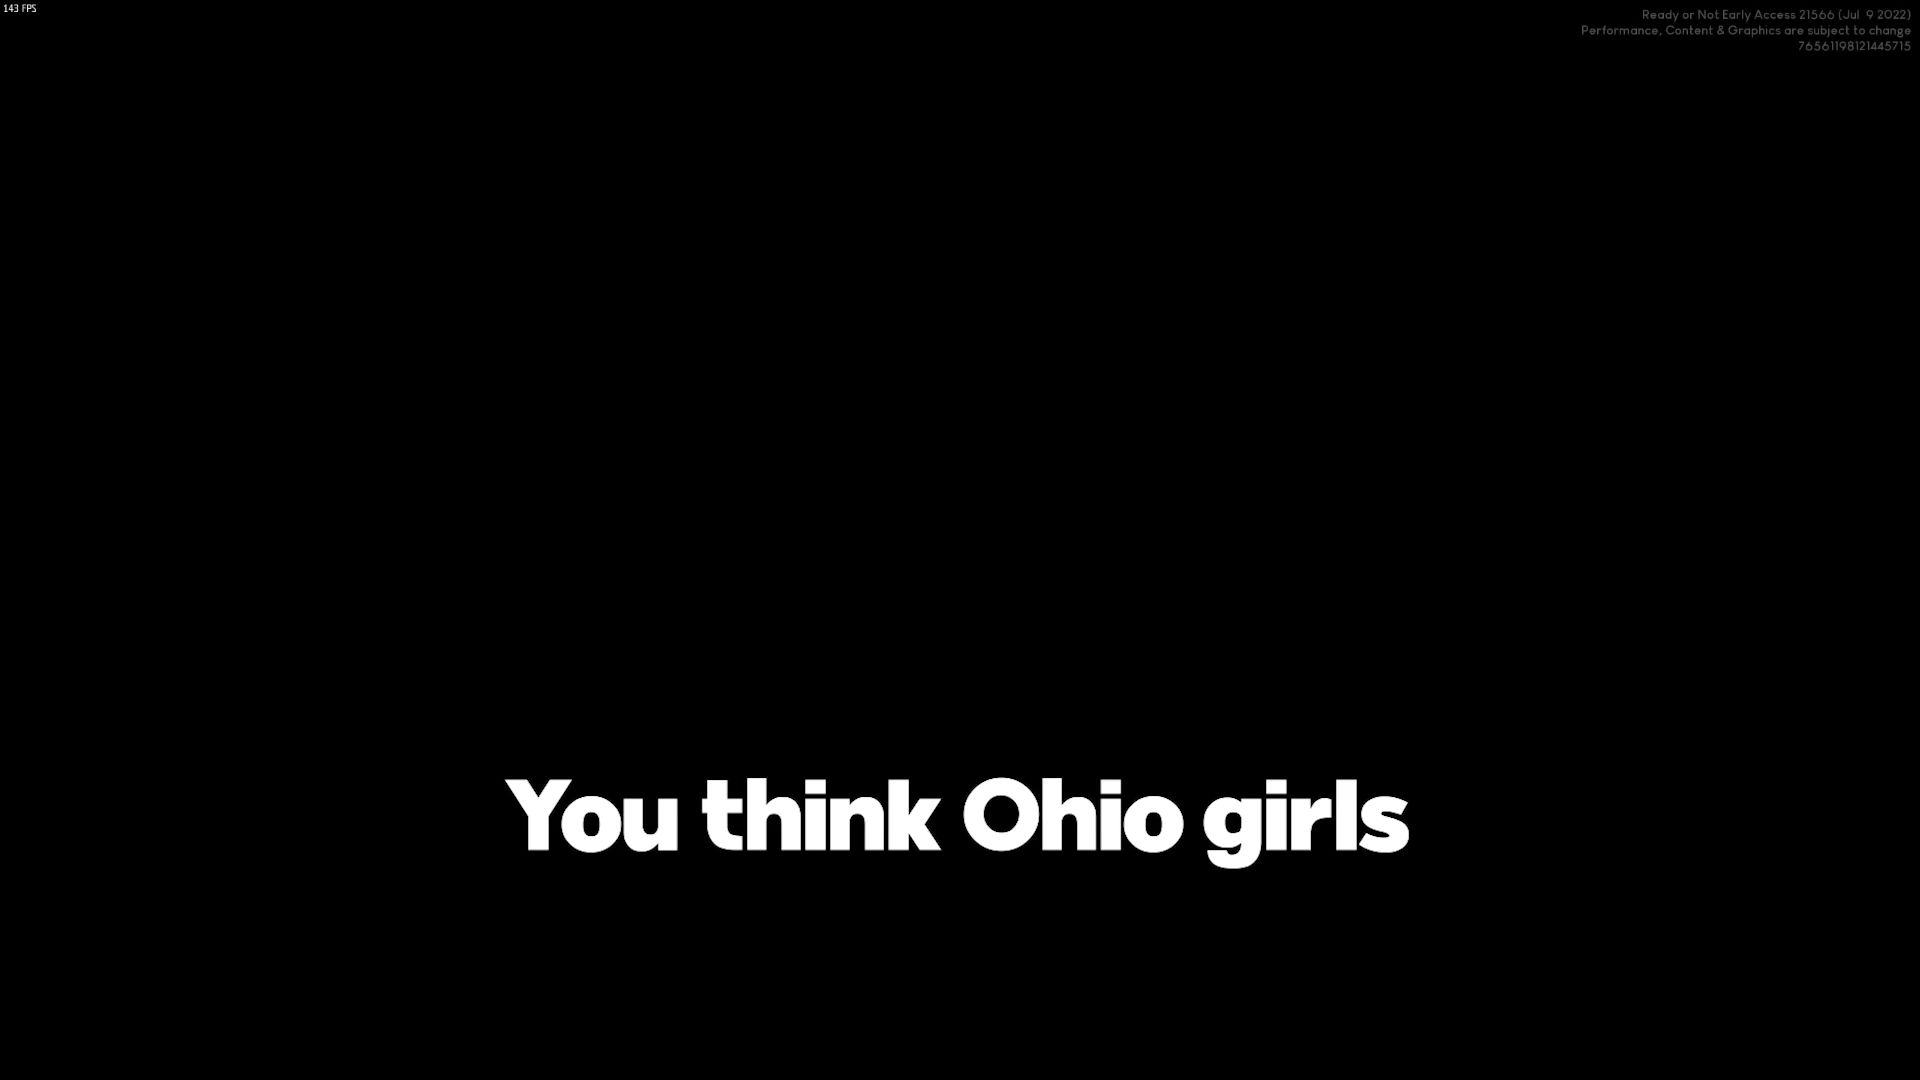 143 FPS
Ready or Not Early Access 21566 (Jul 9 2022)
Performance, Content & Graphics are subject to change
76561198121445715
You think Ohio girls